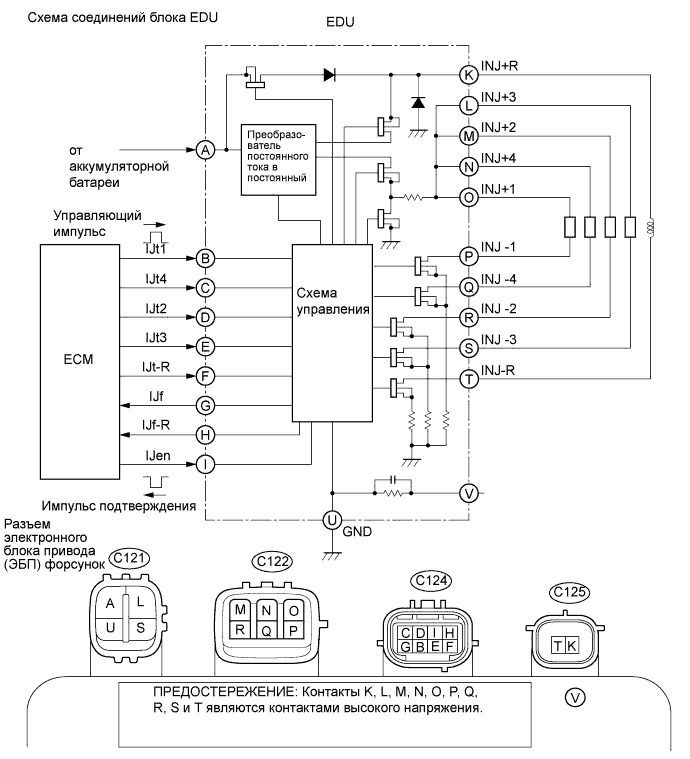 Схема соединений блока EDU
EDU
INJ+R
K
INJ+3
L
INJ+2
M
INJ+4
N
INJ+1
O
от
аккумуляторной
батареи
A
Преобразо-
ватель
постоянного
тока в
постоянный
Управляющий
импульс
IJt1
B
IJt4
C
IJt2
D
IJt3
E
IJt-R
F
IJf
G
IJf-R
H
IJen
I
ECM
Схема
управления
P
INJ -1
Q
INJ -4
R
INJ -2
S
INJ -3
T
INJ-R
V
U
GND
Импульс подтверждения
Разъем
электронного
блока привода
(ЭБП) форсунок
C121
C122
C124
C125
A L
U S
M N O
R Q P
C D I H
G B E F
T K
V
ПРЕДОСТЕРЕЖЕНИЕ: Контакты K, L, M, N, O, P, Q,
R, S и T являются контактами высокого напряжения.